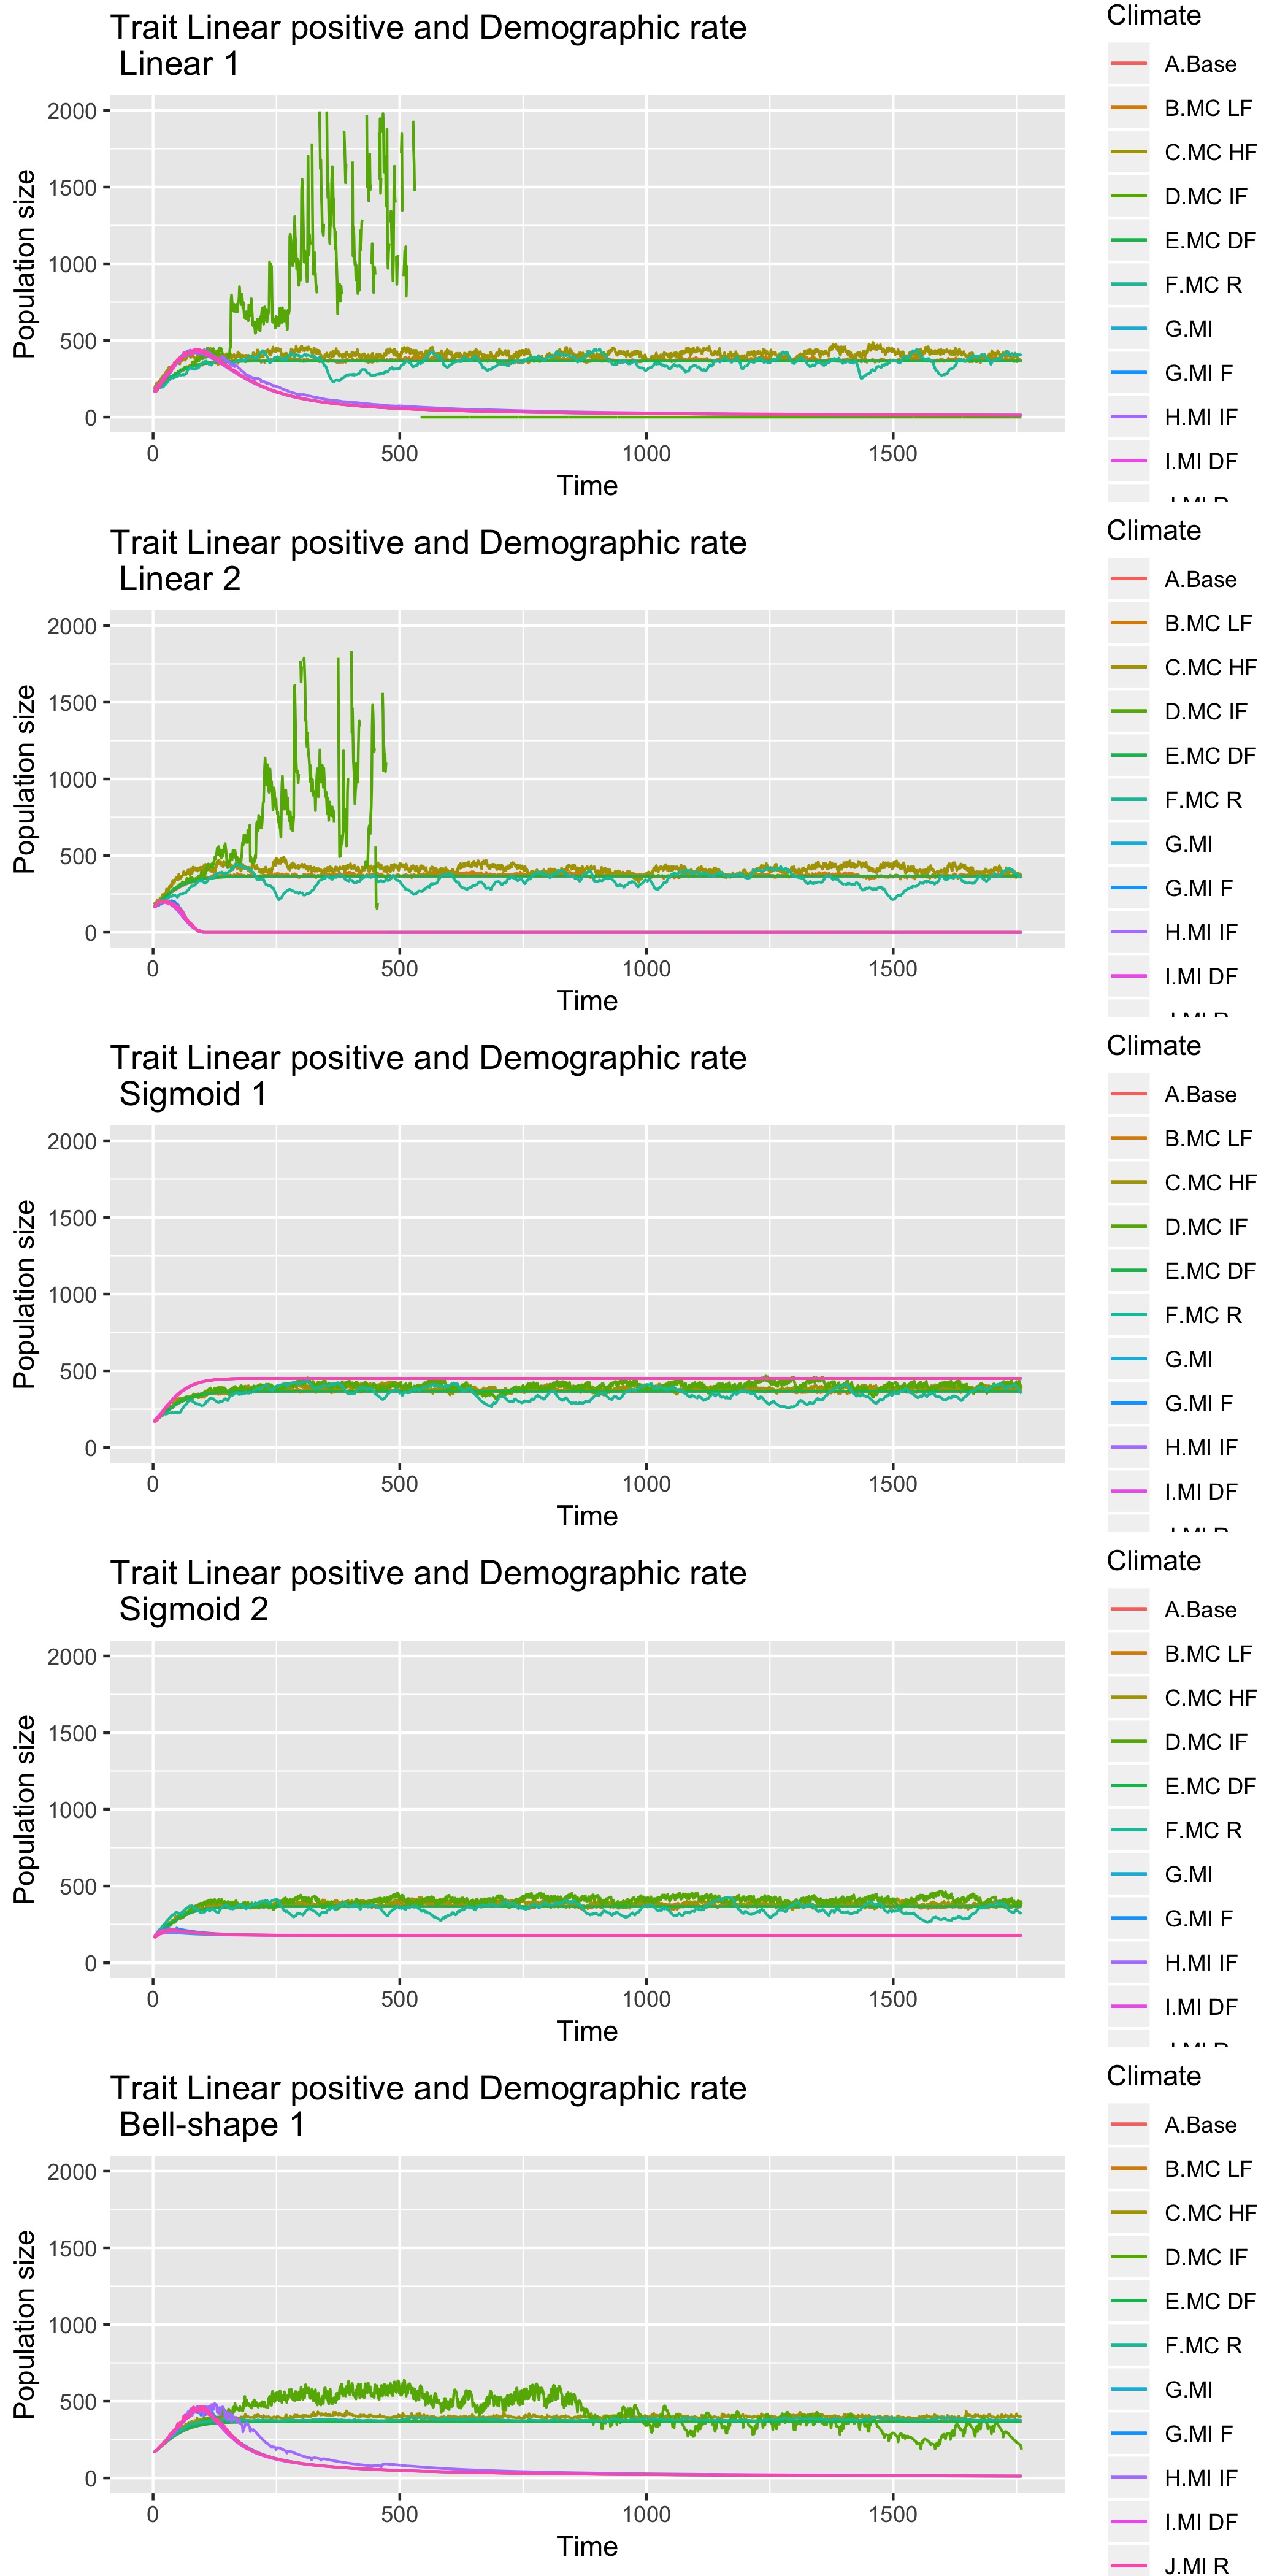 Trait Linear positive and Demographic rate
Linear 1
Population size
2000
1500
1000
500
0
0 500 1000 1500
Time
Climate
A.Base
B.MC LF
C.MC HF
D.MC IF
E.MC DF
F.MC R
G.MI
G.MI F
H.MI IF
I.MI DF
Trait Linear positive and Demographic rate
Linear 2
Population size
2000
1500
1000
500
0
0 500 1000 1500
Time
Climate
A.Base
B.MC LF
C.MC HF
D.MC IF
E.MC DF
F.MC R
G.MI
G.MI F
H.MI IF
I.MI DF
Trait Linear positive and Demographic rate
Sigmoid 1
Population size
2000
1500
1000
500
0
0 500 1000 1500
Time
Climate
A.Base
B.MC LF
C.MC HF
D.MC IF
E.MC DF
F.MC R
G.MI
G.MI F
H.MI IF
I.MI DF
Trait Linear positive and Demographic rate
Sigmoid 2
Population size
2000
1500
1000
500
0
0 500 1000 1500
Time
Climate
A.Base
B.MC LF
C.MC HF
D.MC IF
E.MC DF
F.MC R
G.MI
G.MI F
H.MI IF
I.MI DF
Trait Linear positive and Demographic rate
Bell-shape 1
Population size
2000
1500
1000
500
0
0 500 1000 1500
Time
Climate
A.Base
B.MC LF
C.MC HF
D.MC IF
E.MC DF
F.MC R
G.MI
G.MI F
H.MI IF
I.MI DF
J.MI R